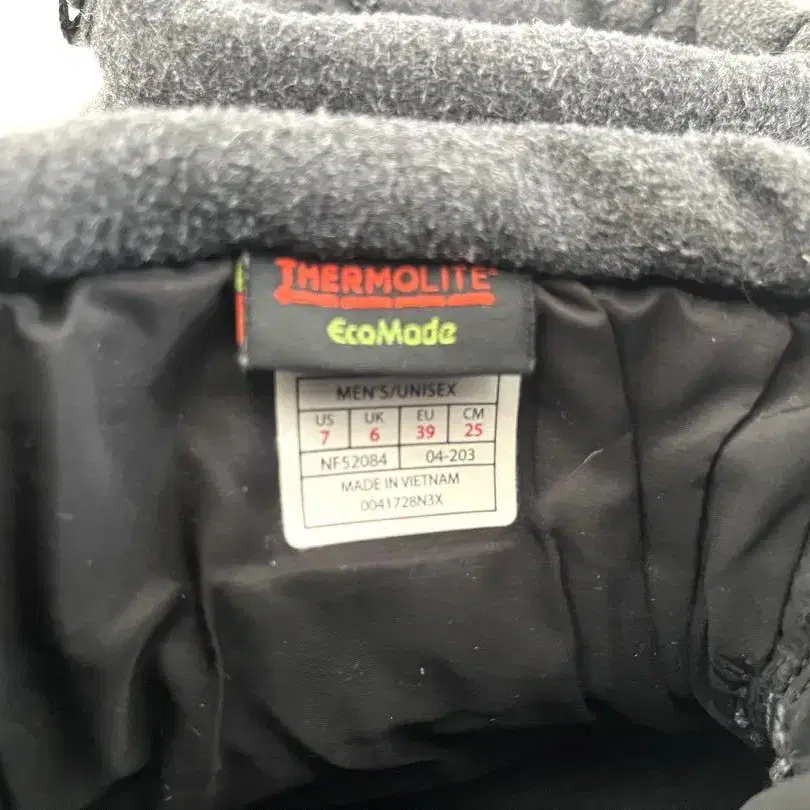 THERMOLITE
EcoMade
MEN'S/UNISEX
US UK EU CM
7 6 39 25
NF52084 04-203
MADE IN VIETNAM
0041728N3X